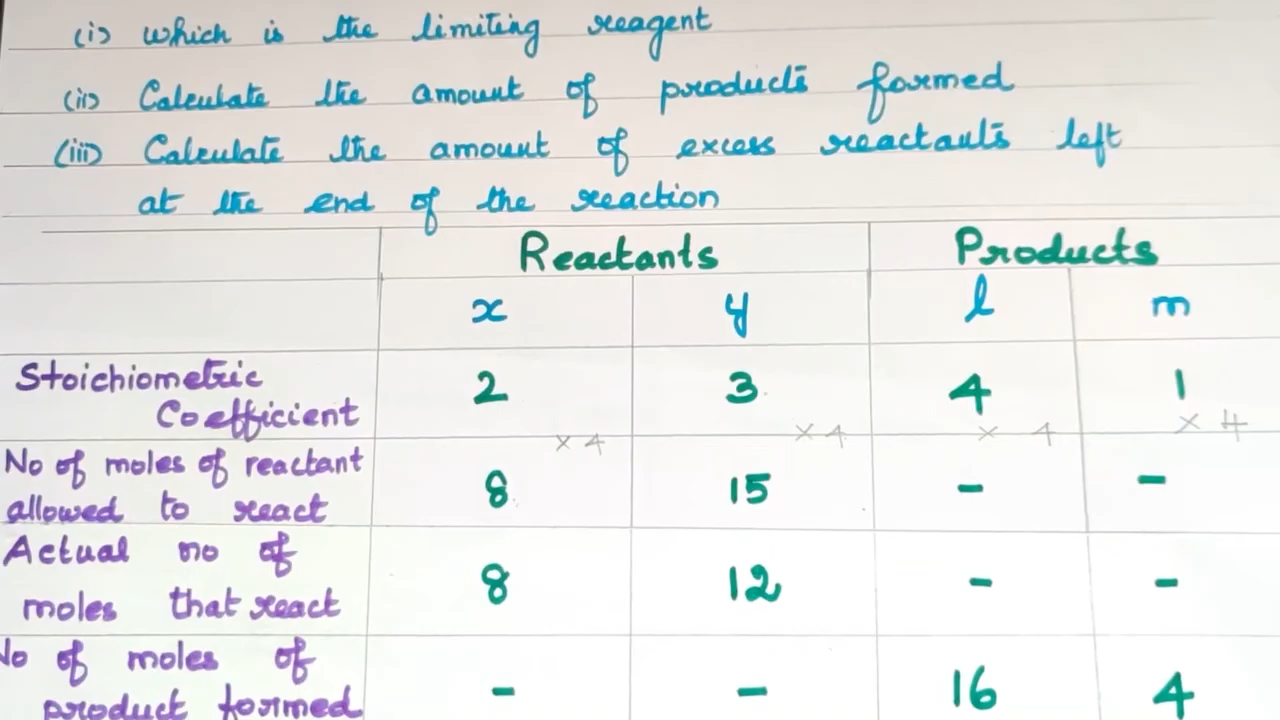 (i) which is the limiting reagent
(ii) Calculate the amount of products formed
(iii) Calculate the amount of excess reactants left
at the end of the reaction
Reactants Products
x y l m
Stoichiometric
Coefficient 2 3 4 1
× 4 × 4 × 4 × 4
No of moles of reactant
allowed to react 8 15 - -
Actual no of
moles that react 8 12 - -
No of moles of
product formed - - 16 4